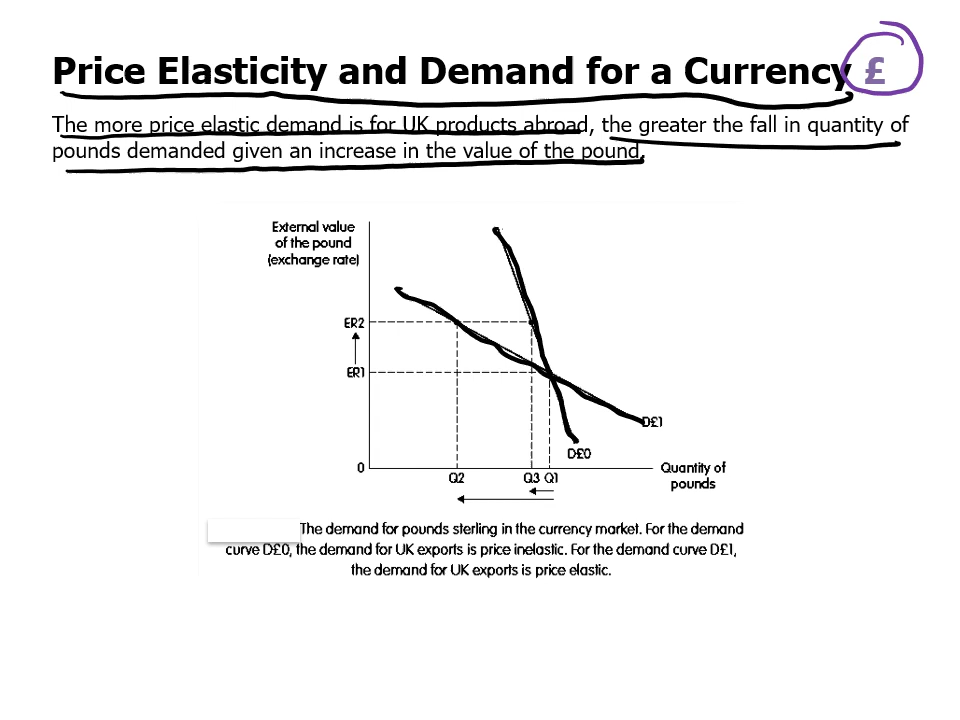 Price Elasticity and Demand for a Currency £
The more price elastic demand is for UK products abroad, the greater the fall in quantity of
pounds demanded given an increase in the value of the pound.
External value
of the pound
(exchange rate)
ER2
ER1
D£1
D£0
0
Q2
Q3
Q1
Quantity of
pounds
The demand for pounds sterling in the currency market. For the demand
curve D£0, the demand for UK exports is price inelastic. For the demand curve D£1,
the demand for UK exports is price elastic.